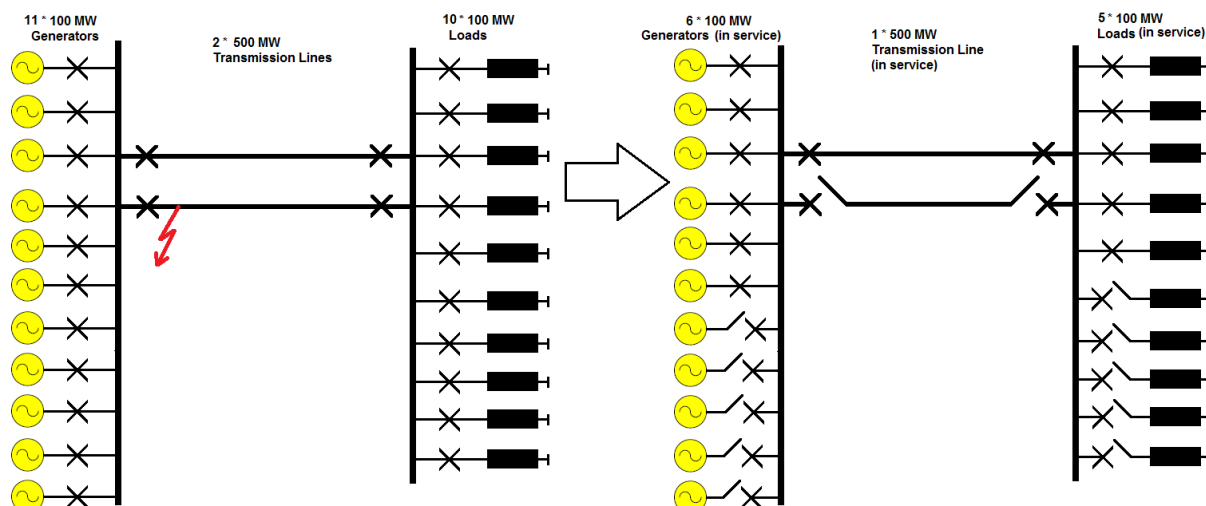 11 * 100 MW
Generators
2 * 500 MW
Transmission Lines
10 * 100 MW
Loads
6 * 100 MW
Generators (in service)
1 * 500 MW
Transmission Line
(in service)
5 * 100 MW
Loads (in service)